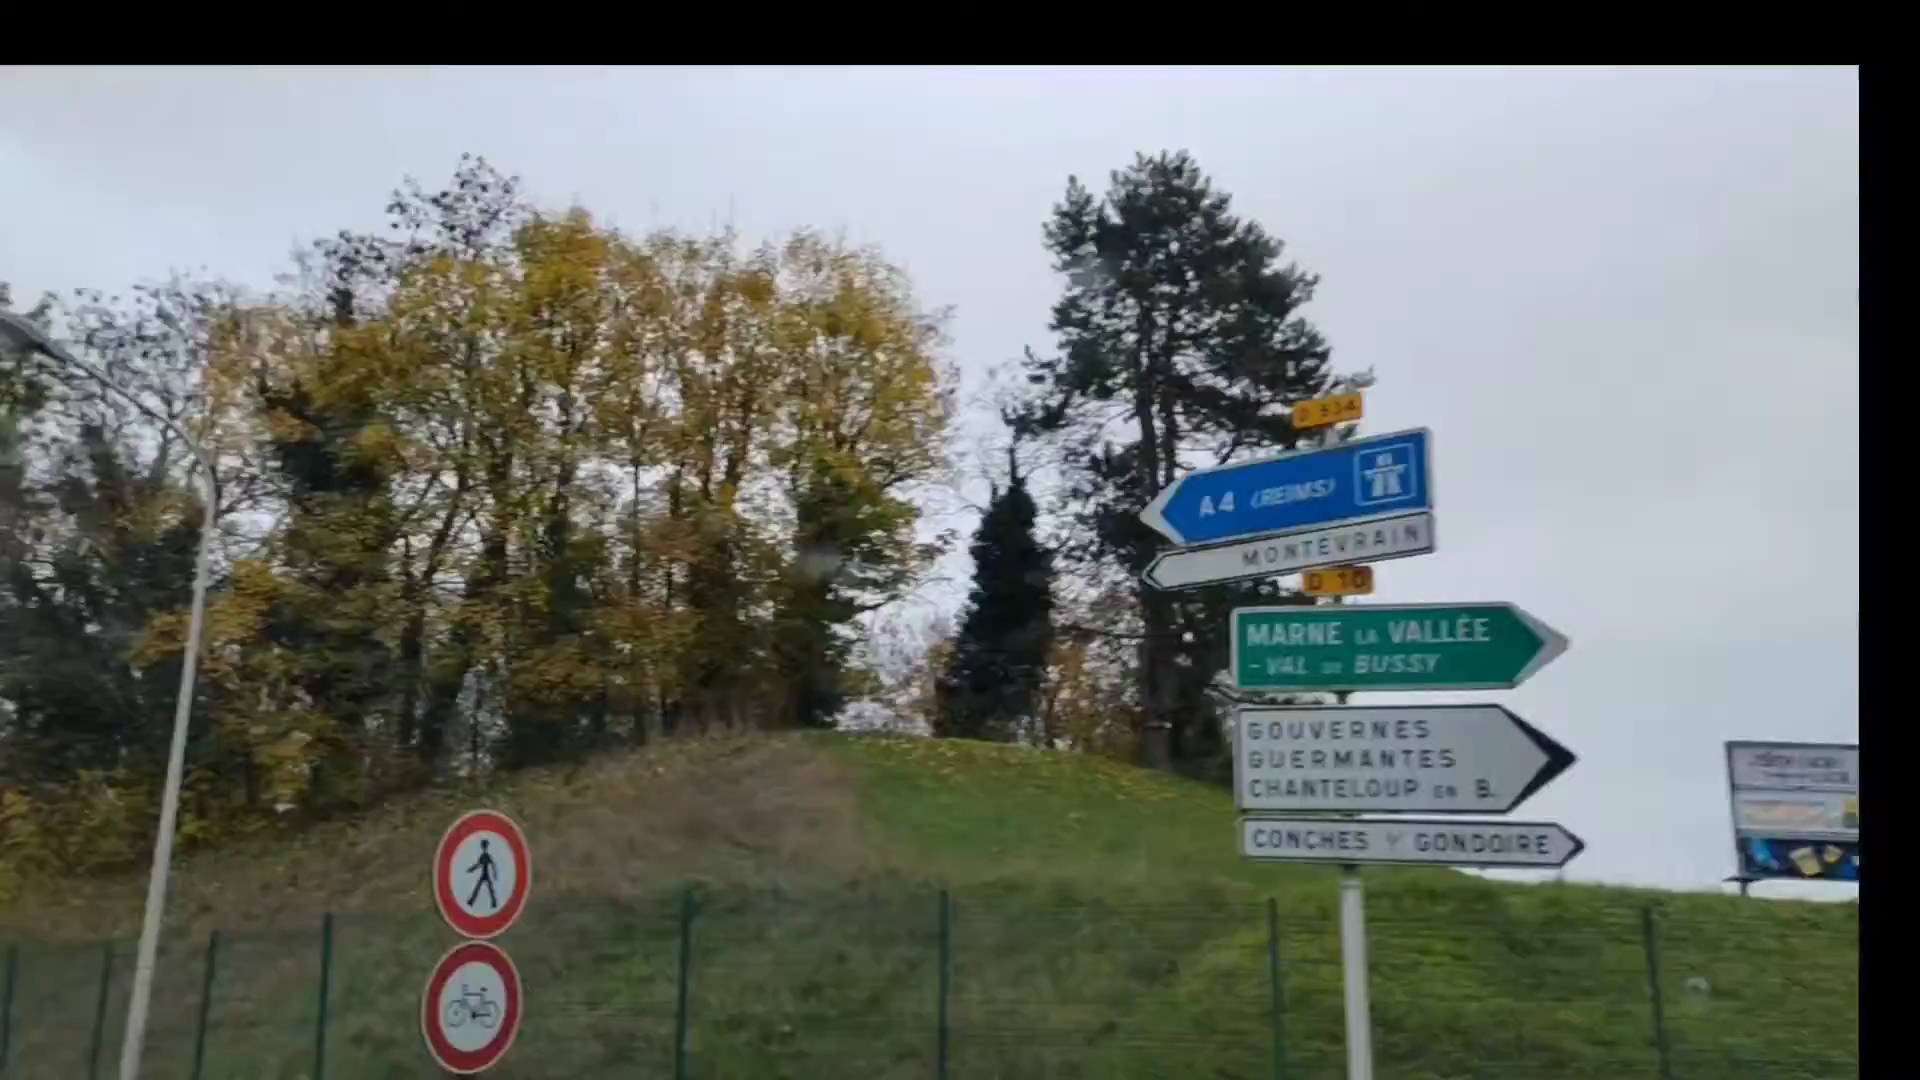 D 934
A4 (REIMS)
MONTEVRAIN
D 10
MARNE LA VALLÉE
- VAL DE BUSSY
GOUVERNES
GUERMANTES
CHANTELOUP EN B.
CONCHES S/ GONDOIRE